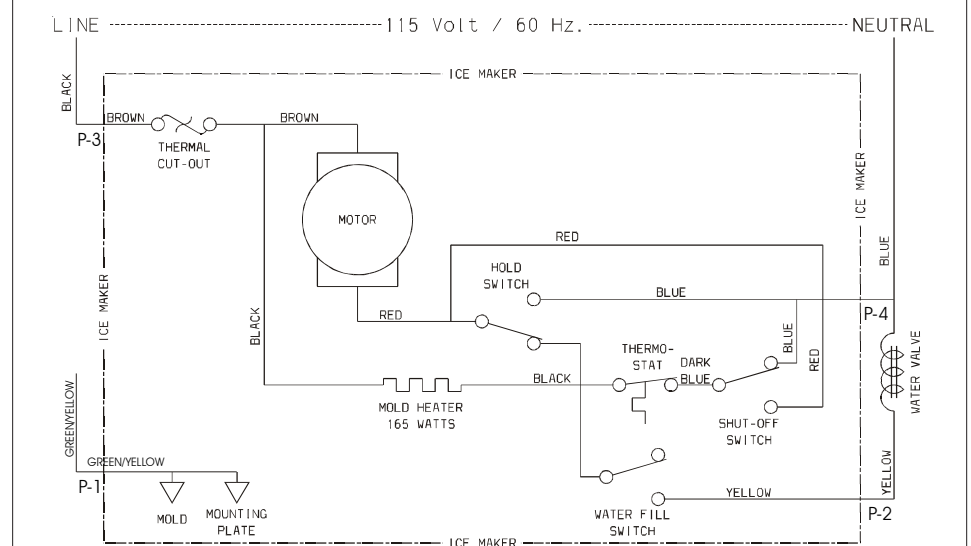 LINE 115 Volt / 60 Hz. NEUTRAL
ICE MAKER
BLACK
BROWN
BROWN
P-3
THERMAL
CUT-OUT
ICE MAKER
MOTOR
BLUE
RED
HOLD
SWITCH
BLUE
ICE MAKER
P-4
RED
BLACK
BLUE
RED
THERMO-
STAT
DARK
BLUE
BLACK
WATER VALVE
MOLD HEATER
165 WATTS
SHUT-OFF
SWITCH
GREEN/YELLOW
GREEN/YELLOW
YELLOW
P-1
YELLOW
P-2
MOLD
MOUNTING
PLATE
WATER FILL
SWITCH
ICE MAKER